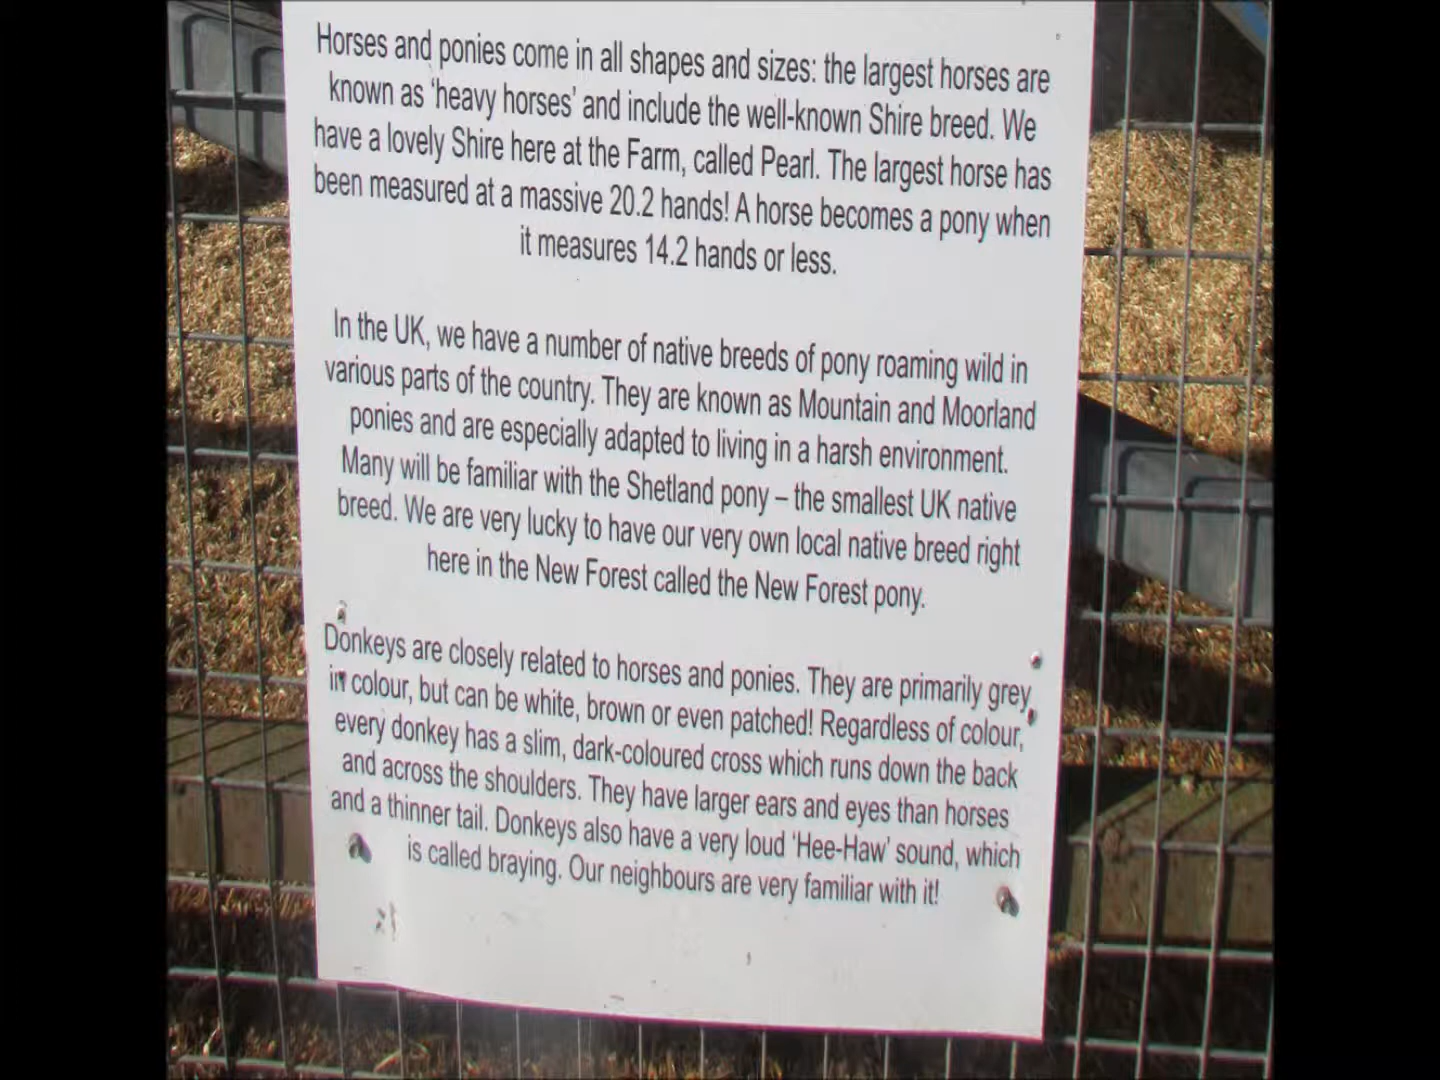 Horses and ponies come in all shapes and sizes: the largest horses are
known as 'heavy horses' and include the well-known Shire breed. We
have a lovely Shire here at the Farm, called Pearl. The largest horse has
been measured at a massive 20.2 hands! A horse becomes a pony when
it measures 14.2 hands or less.
In the UK, we have a number of native breeds of pony roaming wild in
various parts of the country. They are known as Mountain and Moorland
ponies and are especially adapted to living in a harsh environment.
Many will be familiar with the Shetland pony – the smallest UK native
breed. We are very lucky to have our very own local native breed right
here in the New Forest called the New Forest pony.
Donkeys are closely related to horses and ponies. They are primarily grey
in colour, but can be white, brown or even patched! Regardless of colour,
every donkey has a slim, dark-coloured cross which runs down the back
and across the shoulders. They have larger ears and eyes than horses
and a thinner tail. Donkeys also have a very loud 'Hee-Haw' sound, which
is called braying. Our neighbours are very familiar with it!